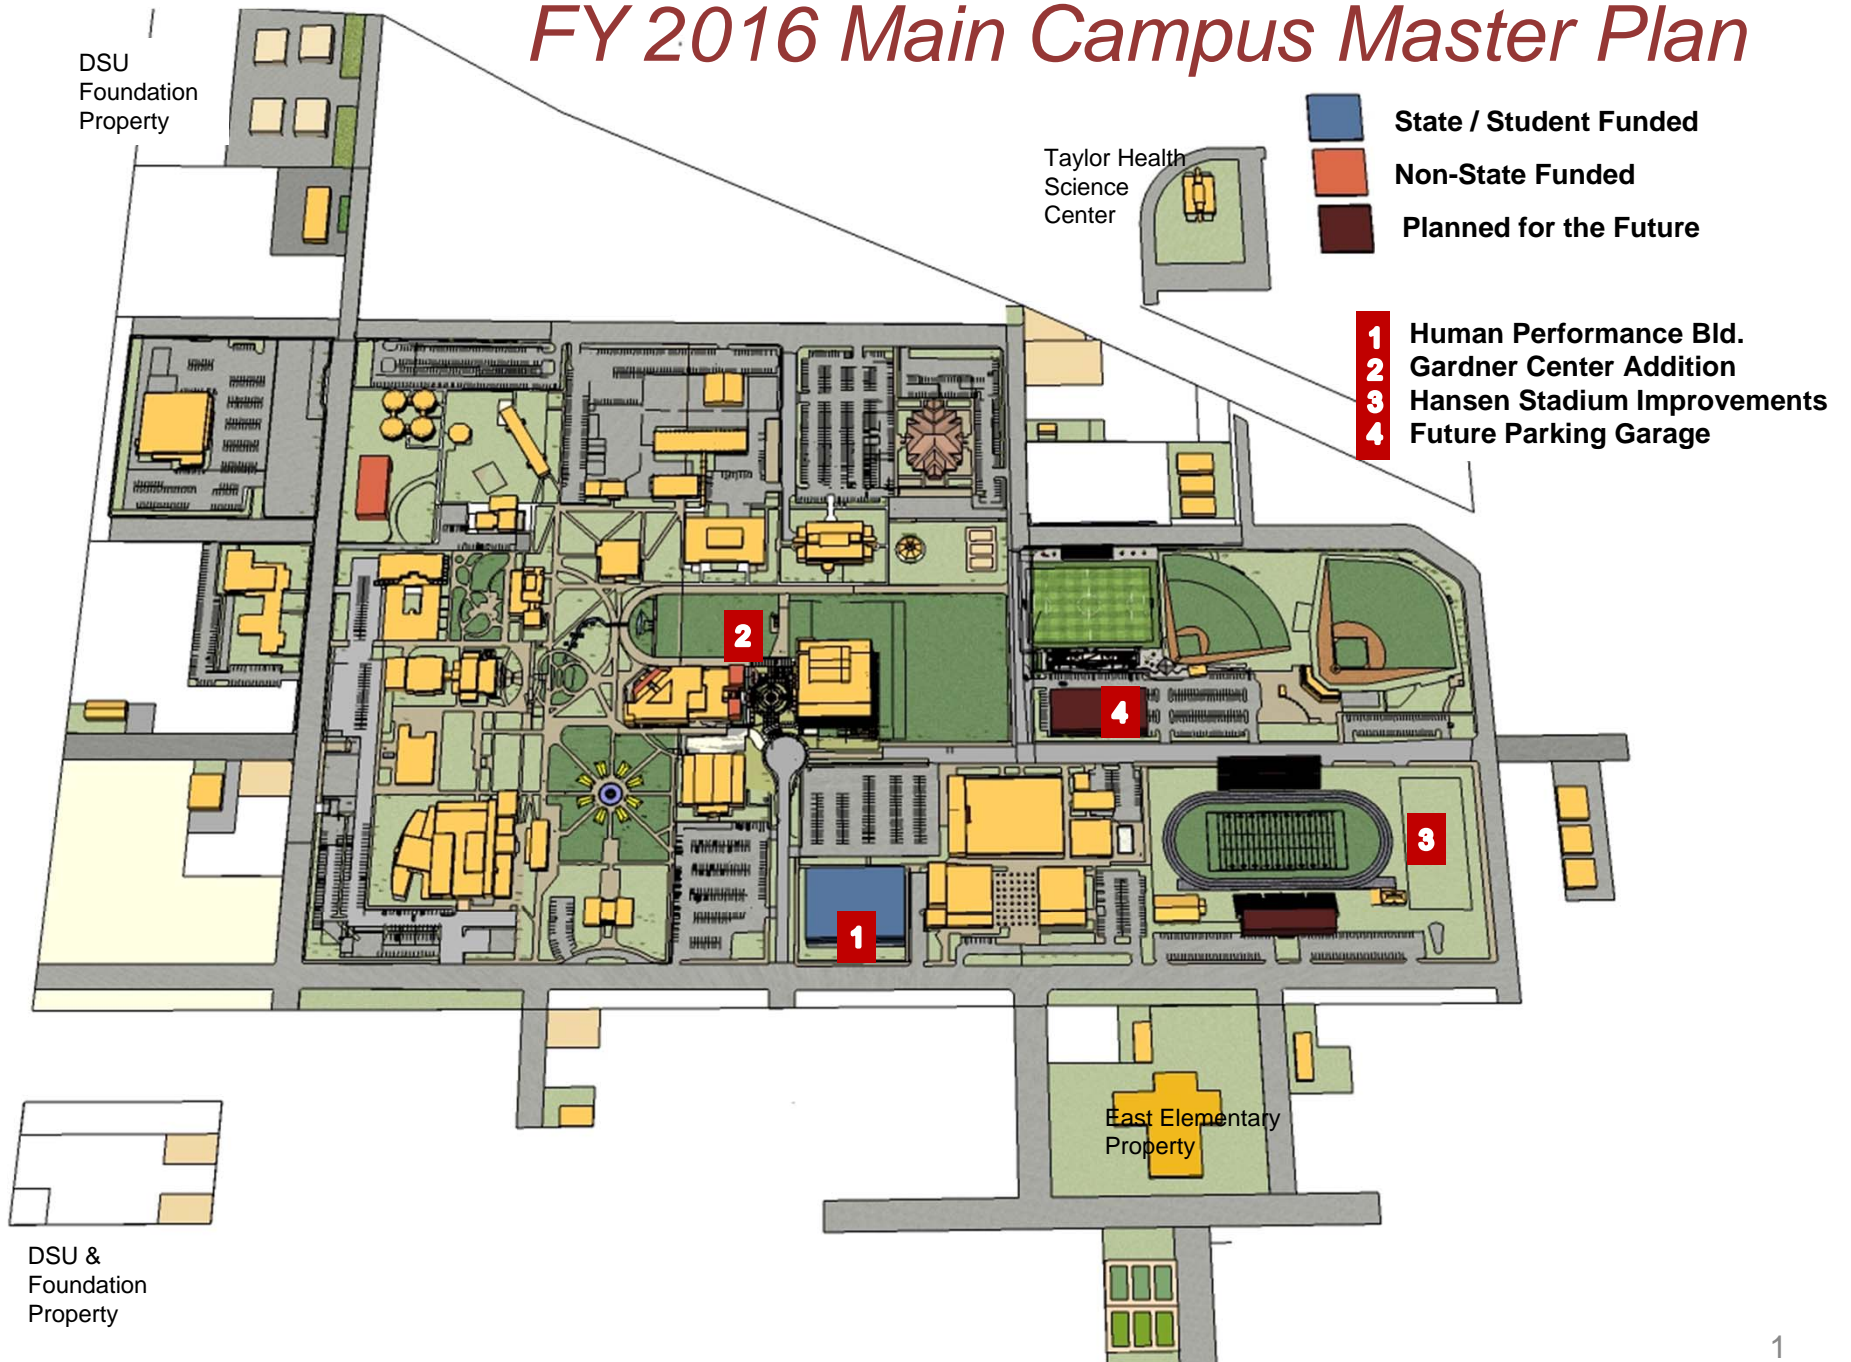 FY 2016 Main Campus Master Plan
DSU
Foundation
Property
Taylor Health
Science
Center
State / Student Funded
Non-State Funded
Planned for the Future
1 Human Performance Bld.
2 Gardner Center Addition
3 Hansen Stadium Improvements
4 Future Parking Garage
2
4
3
1
East Elementary
Property
DSU &
Foundation
Property
1